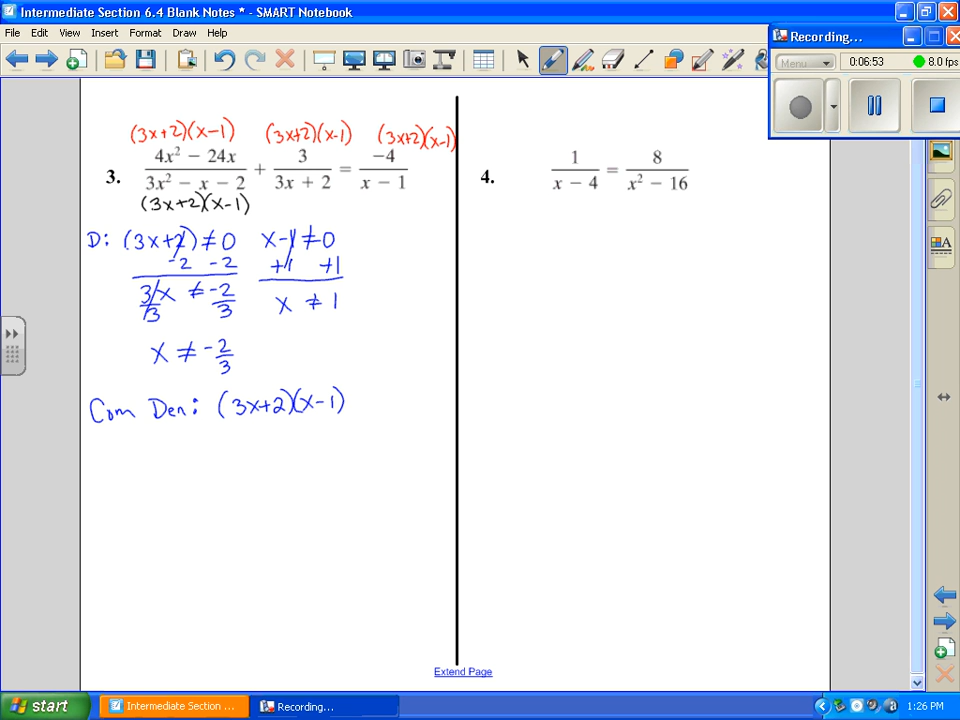 Intermediate Section 6.4 Blank Notes * - SMART Notebook
File Edit View Insert Format Draw Help
Recording...
Menu
0:06:53
8.0 fps
(3x+2)(x-1) (3x+2)(x-1) (3x+2)(x-1)
3. (4x² − 24x)/(3x² − x − 2) + 3/(3x + 2) = −4/(x − 1)
(3x+2)(x-1)
D: (3x+2) ≠ 0 x-1 ≠ 0
-2 -2 +1 +1
3x/3 ≠ -2/3 x ≠ 1
x ≠ -2/3
Com Den: (3x+2)(x-1)
4. 1/(x − 4) = 8/(x² − 16)
Extend Page
start
Intermediate Section ...
Recording...
1:26 PM